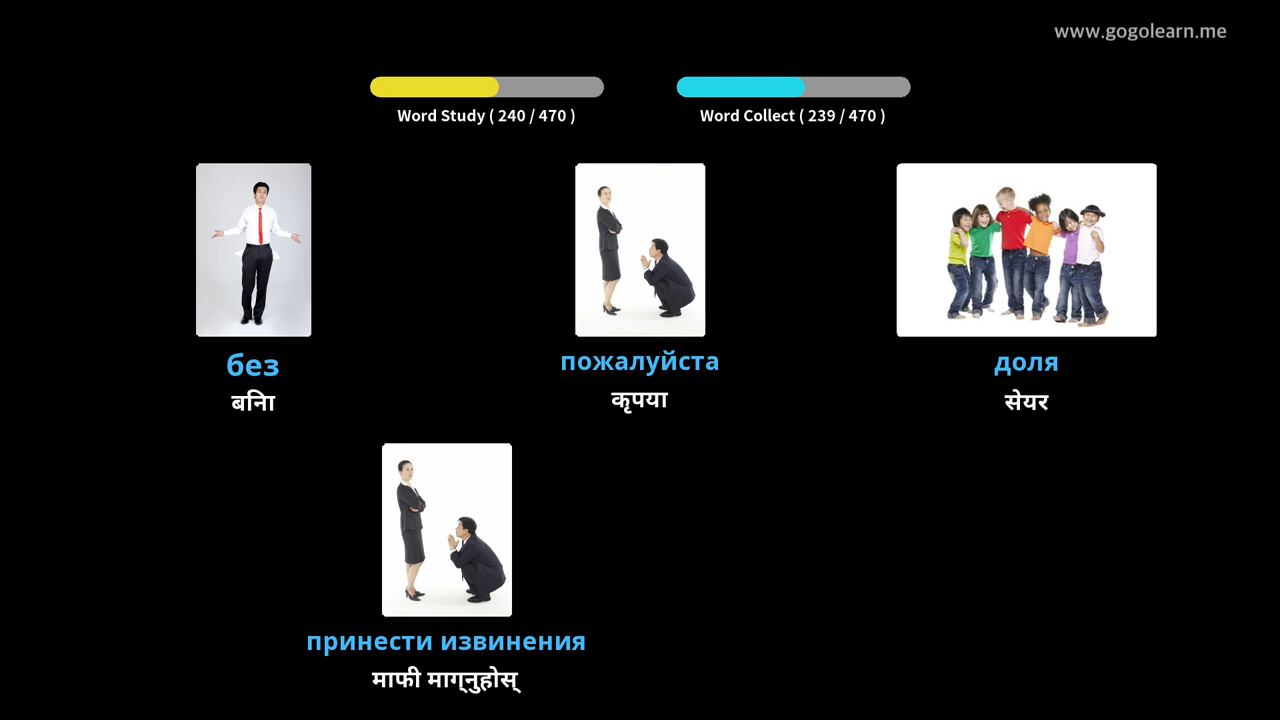 www.gogolearn.me
Word Study ( 240 / 470 )
Word Collect ( 239 / 470 )
без
пожалуйста
доля
बिना
कृपया
सेयर
принести извинения
माफी माग्नुहोस्